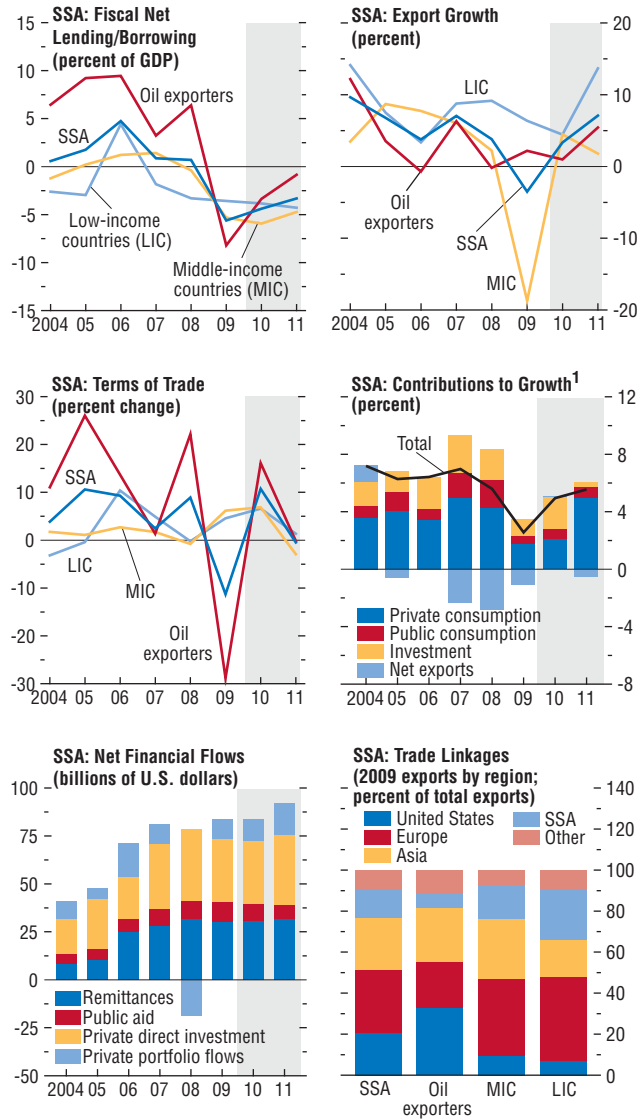 SSA: Fiscal Net
Lending/Borrowing
(percent of GDP)
15
10
5
0
-5
-10
-15
Oil exporters
SSA
Low-income
countries (LIC)
Middle-income
countries (MIC)
2004 05 06 07 08 09 10 11
SSA: Export Growth
(percent)
20
10
0
-10
-20
LIC
Oil
exporters
SSA
MIC
2004 05 06 07 08 09 10 11
SSA: Terms of Trade
(percent change)
30
20
10
0
-10
-20
-30
SSA
LIC
MIC
Oil
exporters
2004 05 06 07 08 09 10 11
SSA: Contributions to Growth1
(percent)
12
8
4
0
-4
-8
Total
Private consumption
Public consumption
Investment
Net exports
2004 05 06 07 08 09 10 11
SSA: Net Financial Flows
(billions of U.S. dollars)
100
75
50
25
0
-25
-50
Remittances
Public aid
Private direct investment
Private portfolio flows
2004 05 06 07 08 09 10 11
SSA: Trade Linkages
(2009 exports by region;
percent of total exports)
United States
Europe
Asia
SSA
Other
140
120
100
80
60
40
20
0
SSA Oil MIC LIC
exporters